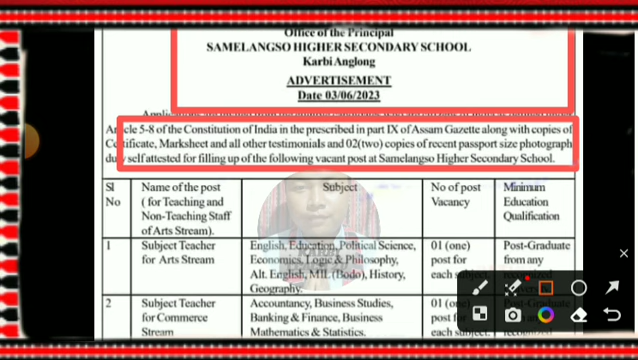 Office of the Principal
SAMELANGSO HIGHER SECONDARY SCHOOL
Karbi Anglong
ADVERTISEMENT
Date 03/06/2023
Article 5-8 of the Constitution of India in the prescribed in part IX of Assam Gazette along with copies of
Certificate, Marksheet and all other testimonials and 02(two) copies of recent passport size photograph
duly self attested for filling up of the following vacant post at Samelangso Higher Secondary School.
Sl No
Name of the post ( for Teaching and Non-Teaching Staff of Arts Stream).
Subject
No of post Vacancy
Minimum Education Qualification
1
Subject Teacher for Arts Stream
English, Education, Political Science,
Economics, Logic & Philosophy,
Alt. English, MIL (Bodo), History,
Geography.
01 (one) post for each subject.
Post-Graduate from any
2
Subject Teacher for Commerce Stream
Accountancy, Business Studies,
Banking & Finance, Business
Mathematics & Statistics.
01 (one) post for each